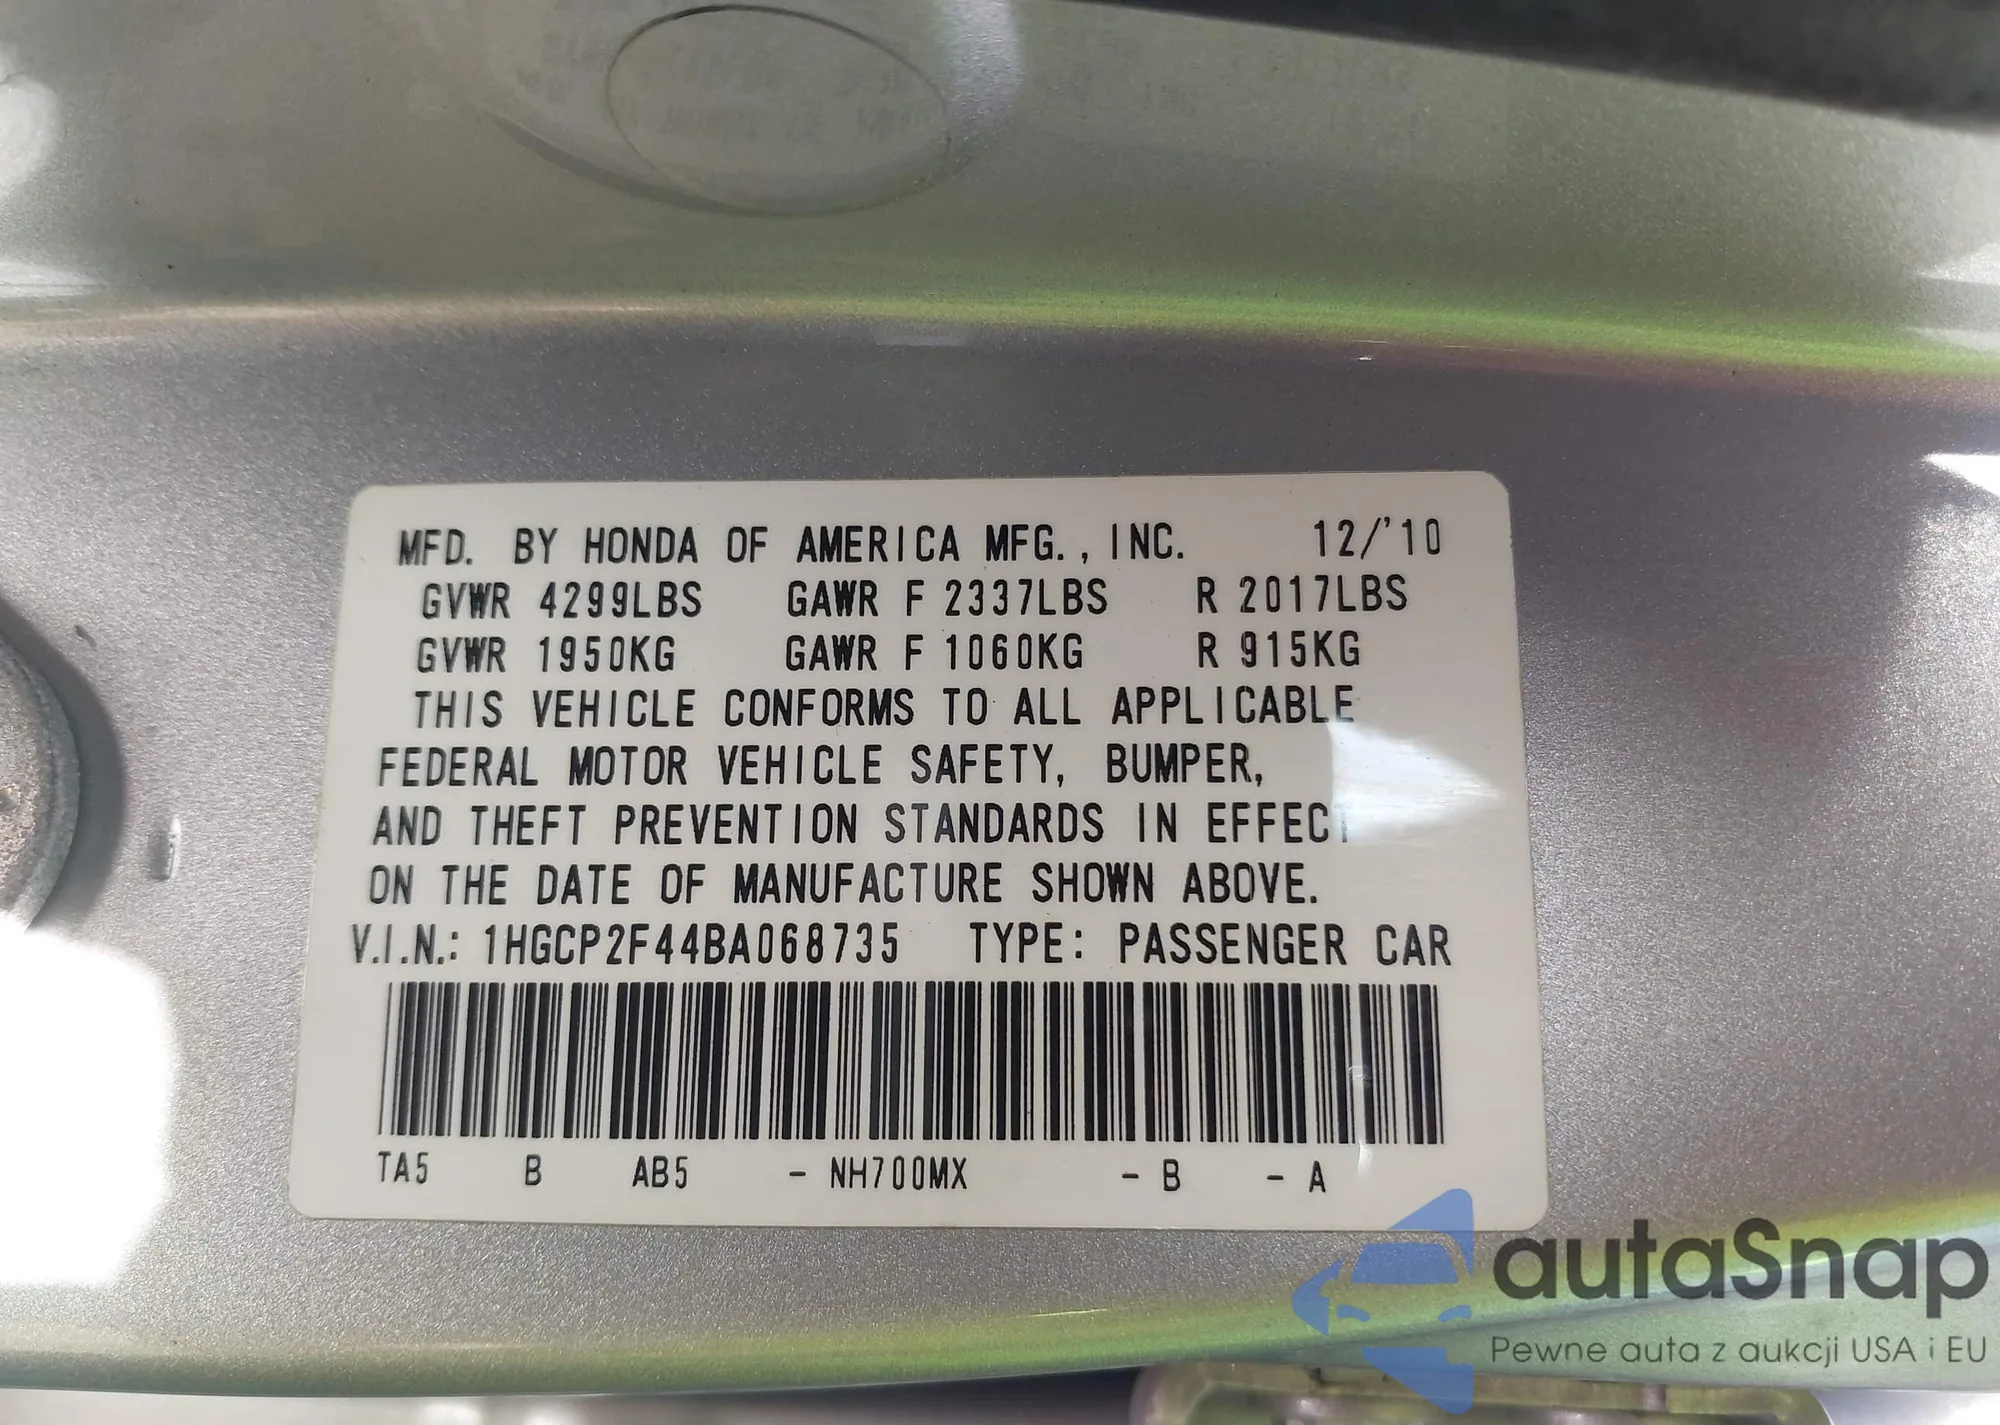 MFD. BY HONDA OF AMERICA MFG., INC. 12/'10
GVWR 4299LBS GAWR F 2337LBS R 2017LBS
GVWR 1950KG GAWR F 1060KG R 915KG
THIS VEHICLE CONFORMS TO ALL APPLICABLE
FEDERAL MOTOR VEHICLE SAFETY, BUMPER,
AND THEFT PREVENTION STANDARDS IN EFFECT
ON THE DATE OF MANUFACTURE SHOWN ABOVE.
V.I.N.: 1HGCP2F44BA068735 TYPE: PASSENGER CAR
TA5 B AB5 - NH700MX - B - A
autaSnap
Pewne auta z aukcji USA i EU